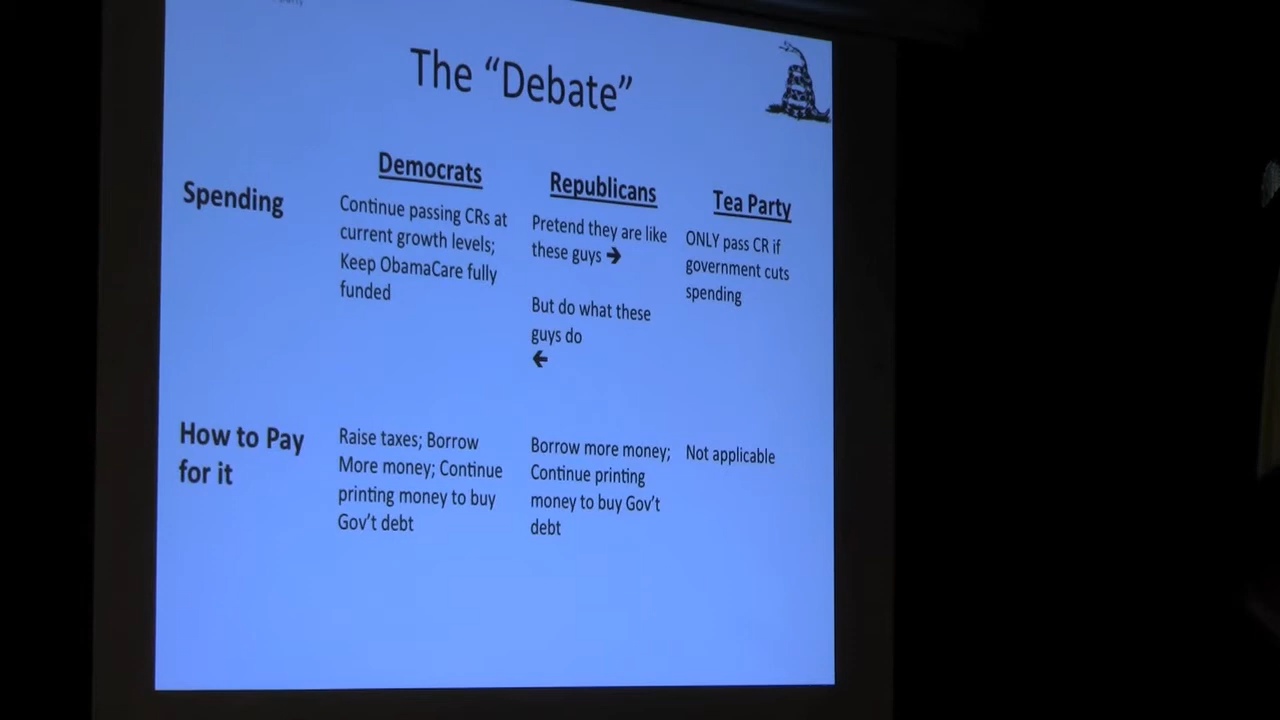 The “Debate”
Democrats
Republicans
Tea Party
Spending
Continue passing CRs at
current growth levels;
Keep ObamaCare fully
funded
Pretend they are like
these guys →
But do what these
guys do
←
ONLY pass CR if
government cuts
spending
How to Pay
for it
Raise taxes; Borrow
More money; Continue
printing money to buy
Gov’t debt
Borrow more money;
Continue printing
money to buy Gov’t
debt
Not applicable